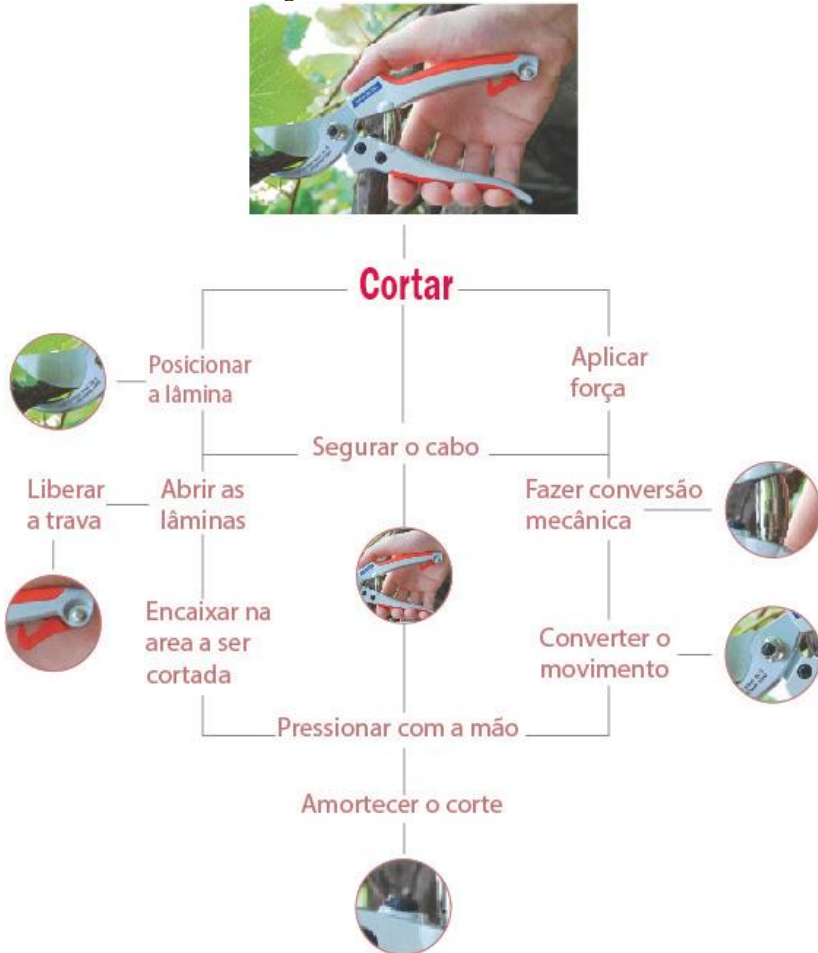 Cortar
Posicionar
a lâmina
Aplicar
força
Segurar o cabo
Liberar
a trava
Abrir as
lâminas
Fazer conversão
mecânica
Encaixar na
area a ser
cortada
Converter o
movimento
Pressionar com a mão
Amortecer o corte